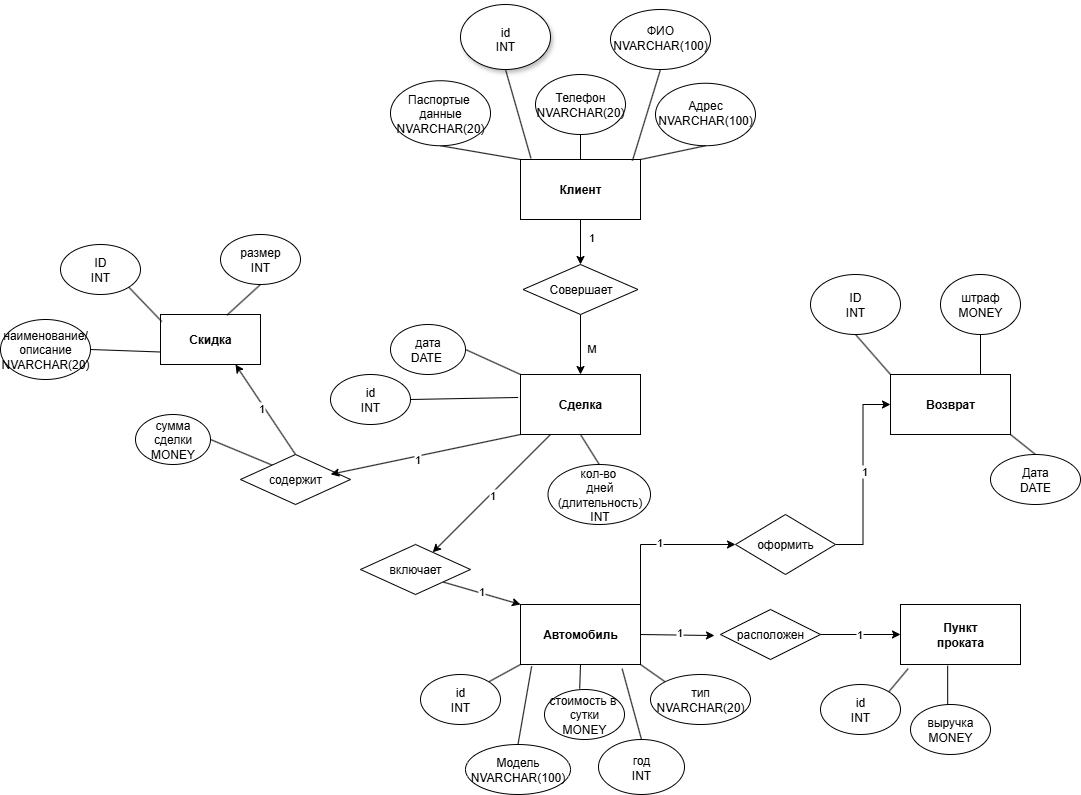 id
INT
ФИО
NVARCHAR(100)
Паспортые
данные
NVARCHAR(20)
Телефон
NVARCHAR(20)
Адрес
NVARCHAR(100)
Клиент
1
Совершает
M
ID
INT
размер
INT
наименование/
описание
NVARCHAR(20)
Скидка
1
сумма
сделки
MONEY
содержит
1
дата
DATE
id
INT
Сделка
кол-во
дней
(длительность)
INT
1
включает
1
ID
INT
штраф
MONEY
Возврат
Дата
DATE
1
оформить
1
Автомобиль
1
расположен
1
Пункт
проката
id
INT
стоимость в
сутки
MONEY
тип
NVARCHAR(20)
Модель
NVARCHAR(100)
год
INT
id
INT
выручка
MONEY